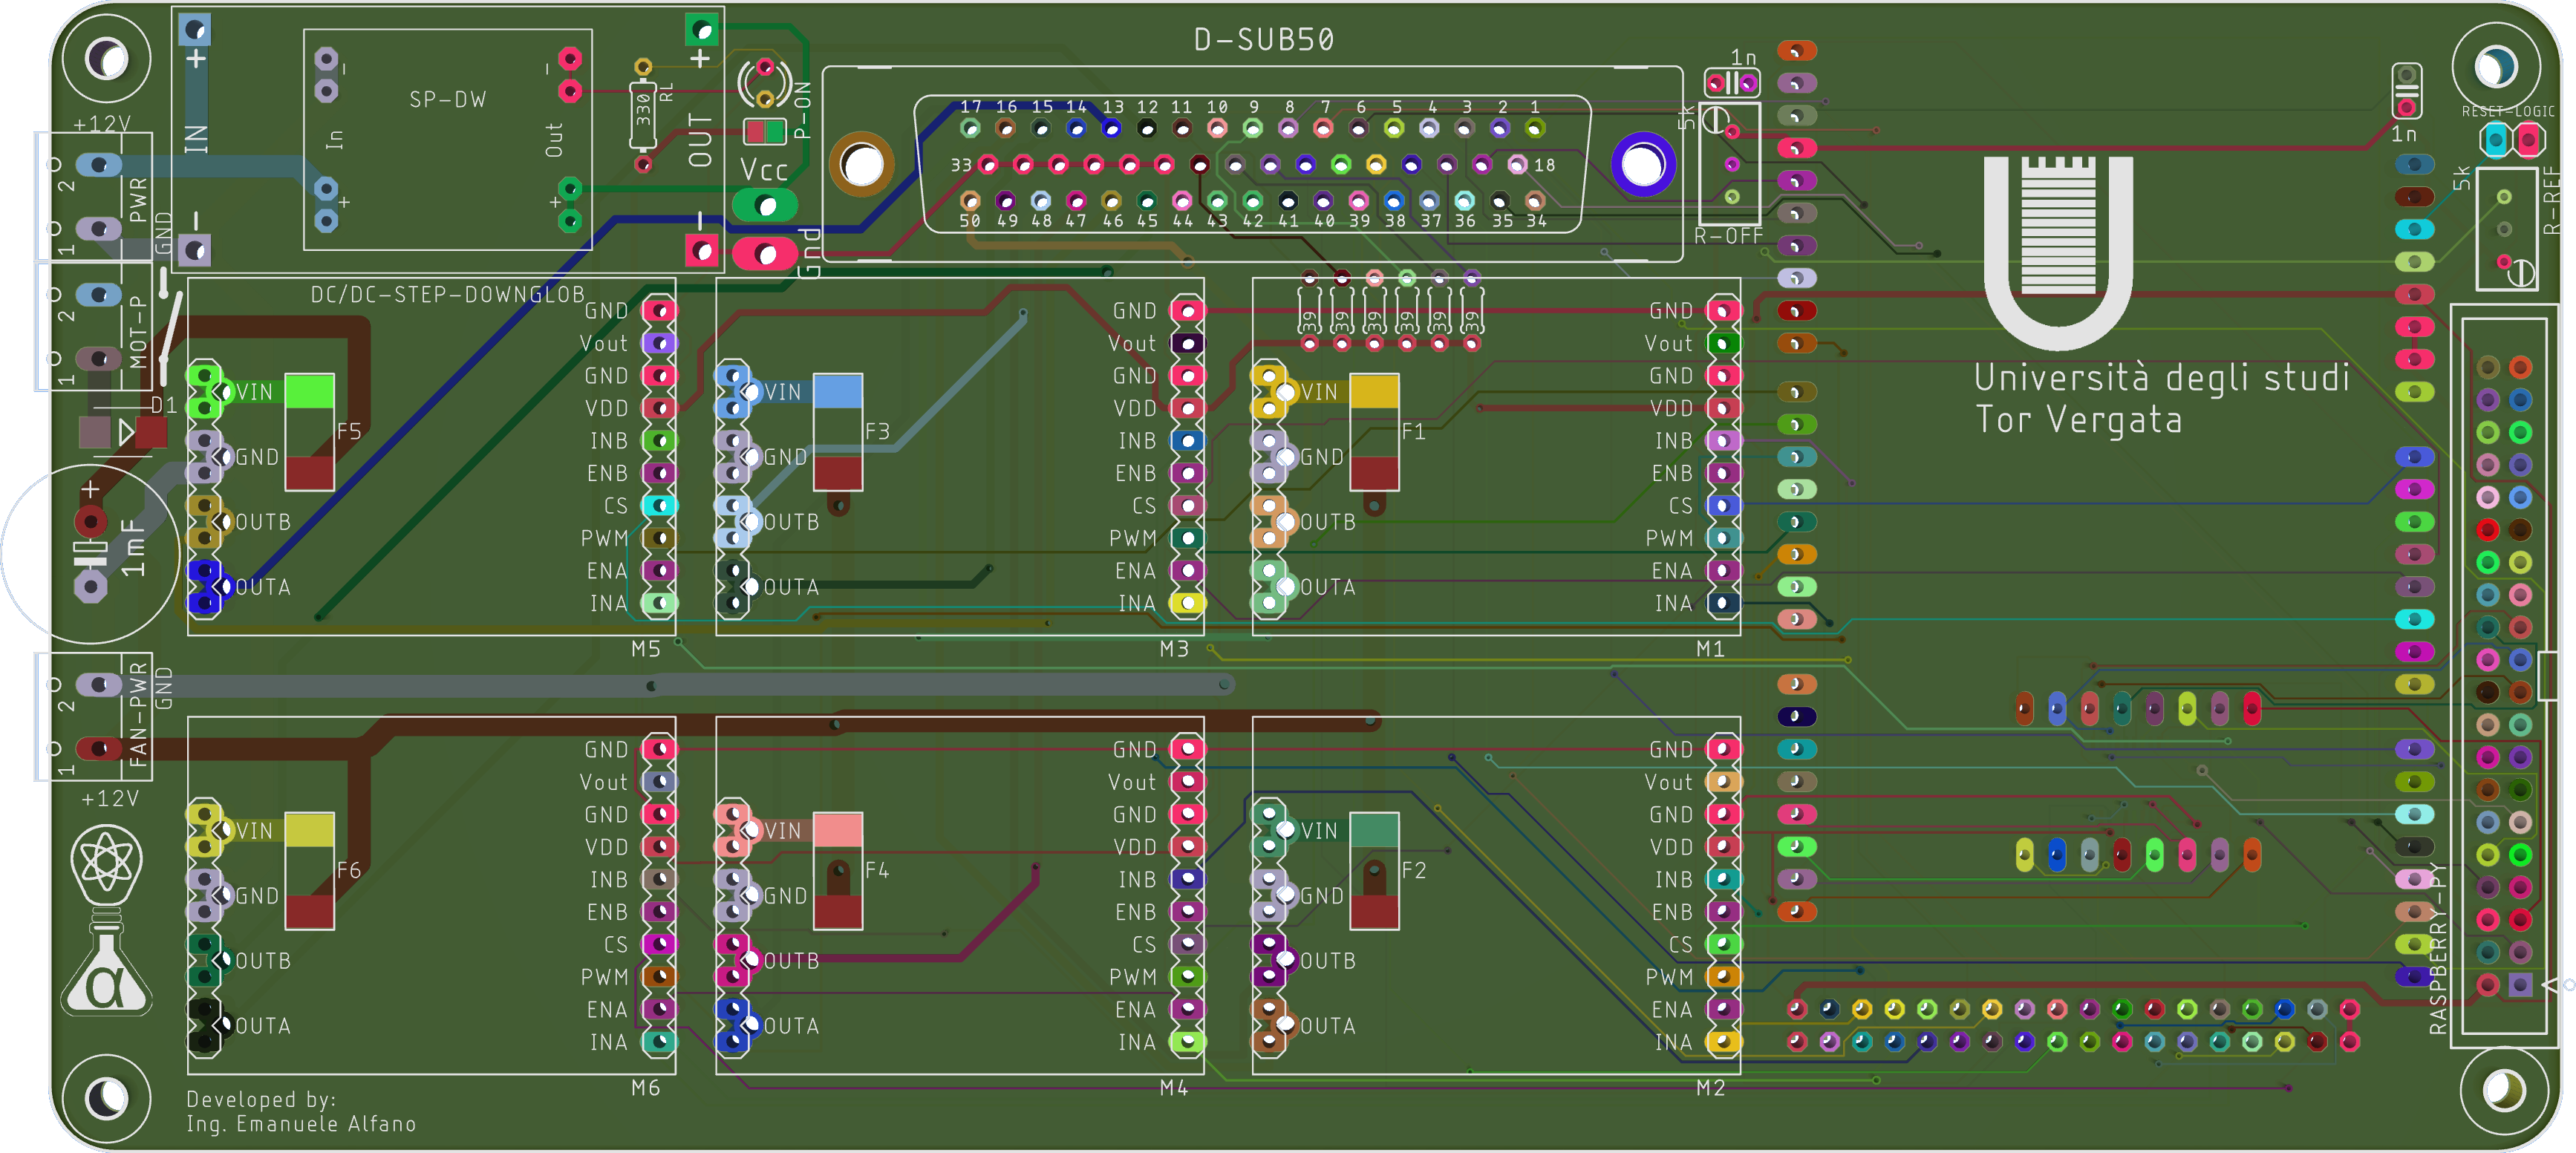 D-SUB50
1n
5k
R-OFF
17 16 15 14 13 12 11 10 9 8 7 6 5 4 3 2 1
33 18
50 49 48 47 46 45 44 43 42 41 40 39 38 37 36 35 34
+ +
IN OUT
- -
SP-DW
In Out
- -
+ +
330
RL
P-ON
Vcc
Gnd
DC/DC-STEP-DOWNGLOB
+12V
2
1
PWR
GND
2
1
MOT-P
D1
+
1mF
1n
RESET-LOGIC
5k
R-REF
Università degli studi
Tor Vergata
39 39 39 39 39 39
VIN
GND
OUTB
OUTA
F5
GND
Vout
GND
VDD
INB
ENB
CS
PWM
ENA
INA
M5
VIN
GND
OUTB
OUTA
F3
GND
Vout
GND
VDD
INB
ENB
CS
PWM
ENA
INA
M3
VIN
GND
OUTB
OUTA
F1
GND
Vout
GND
VDD
INB
ENB
CS
PWM
ENA
INA
M1
2
1
FAN-PWR
GND
+12V
VIN
GND
OUTB
OUTA
F6
GND
Vout
GND
VDD
INB
ENB
CS
PWM
ENA
INA
M6
VIN
GND
OUTB
OUTA
F4
GND
Vout
GND
VDD
INB
ENB
CS
PWM
ENA
INA
M4
VIN
GND
OUTB
OUTA
F2
GND
Vout
GND
VDD
INB
ENB
CS
PWM
ENA
INA
M2
RASPBERRY-PY
α
Developed by:
Ing. Emanuele Alfano